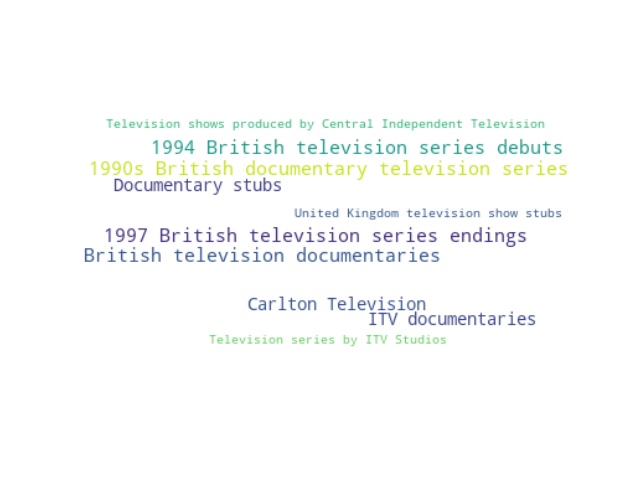 Television shows produced by Central Independent Television
1994 British television series debuts
1990s British documentary television series
Documentary stubs
United Kingdom television show stubs
1997 British television series endings
British television documentaries
Carlton Television
ITV documentaries
Television series by ITV Studios